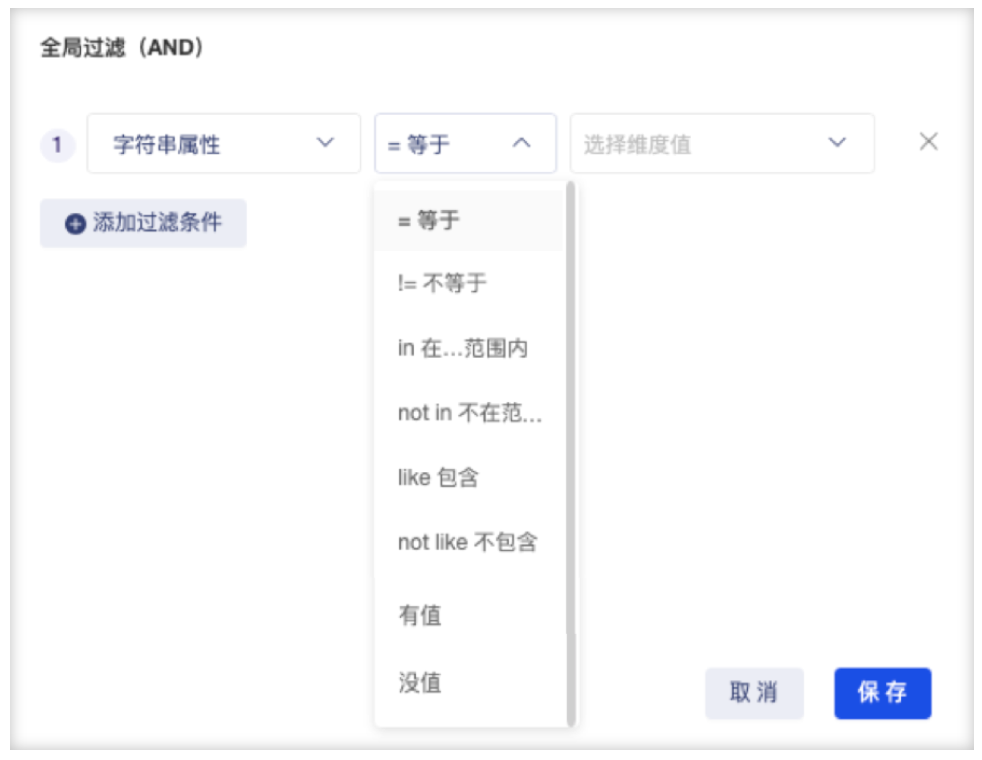 全局过滤（AND）
1 字符串属性 = 等于 选择维度值
添加过滤条件
= 等于
!= 不等于
in 在...范围内
not in 不在范...
like 包含
not like 不包含
有值
没值
取消 保存